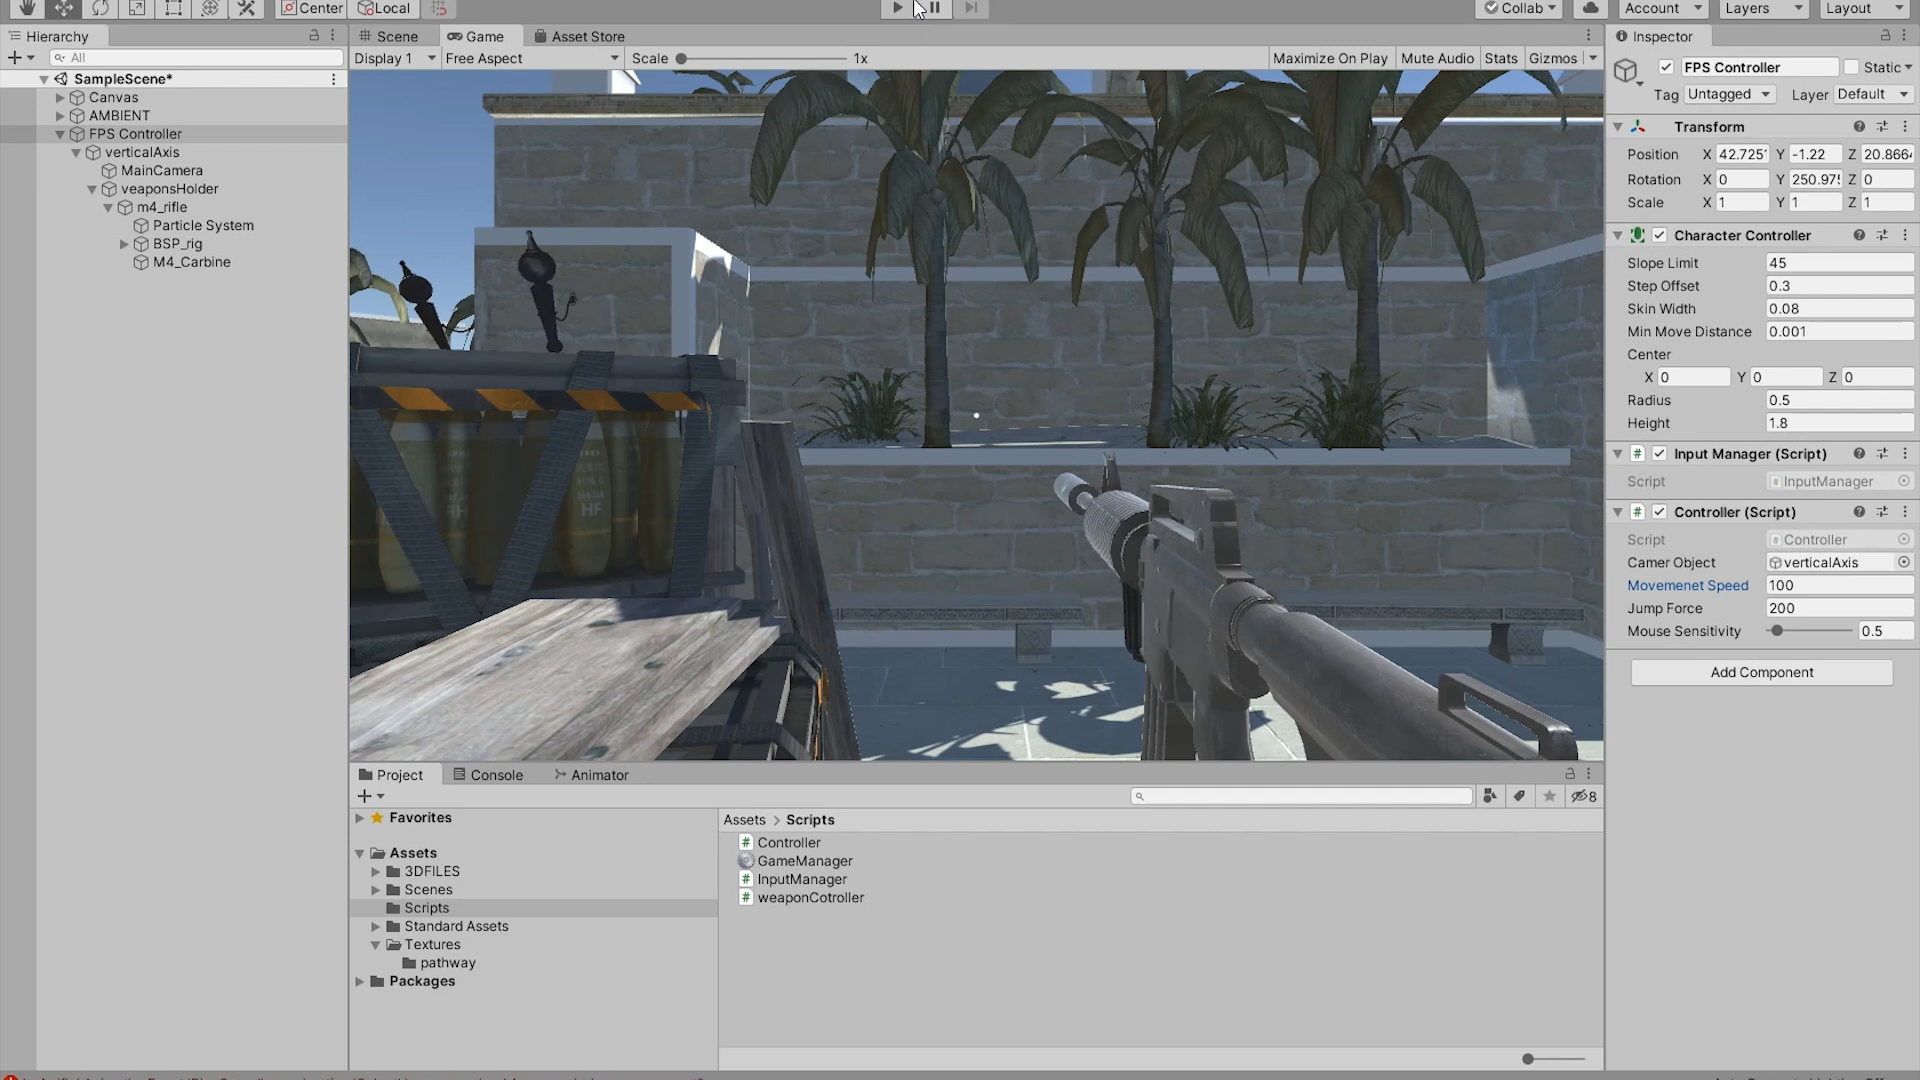 Center
Local
Collab
Account
Layers
Layout
Hierarchy
All
SampleScene*
Canvas
AMBIENT
FPS Controller
verticalAxis
MainCamera
veaponsHolder
m4_rifle
Particle System
BSP_rig
M4_Carbine
Scene
Game
Asset Store
Display 1
Free Aspect
Scale
1x
Maximize On Play
Mute Audio
Stats
Gizmos
HF
Inspector
FPS Controller
Static
Tag Untagged
Layer Default
Transform
Position X 42.725 Y -1.22 Z 20.866
Rotation X 0 Y 250.97 Z 0
Scale X 1 Y 1 Z 1
Character Controller
Slope Limit 45
Step Offset 0.3
Skin Width 0.08
Min Move Distance 0.001
Center
X 0 Y 0 Z 0
Radius 0.5
Height 1.8
Input Manager (Script)
Script InputManager
Controller (Script)
Script Controller
Camer Object verticalAxis
Movemenet Speed 100
Jump Force 200
Mouse Sensitivity 0.5
Add Component
Project
Console
Animator
8
Favorites
Assets
3DFILES
Scenes
Scripts
Standard Assets
Textures
pathway
Packages
Assets > Scripts
Controller
GameManager
InputManager
weaponCotroller